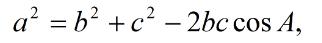 a² = b² + c² − 2bc cos A,